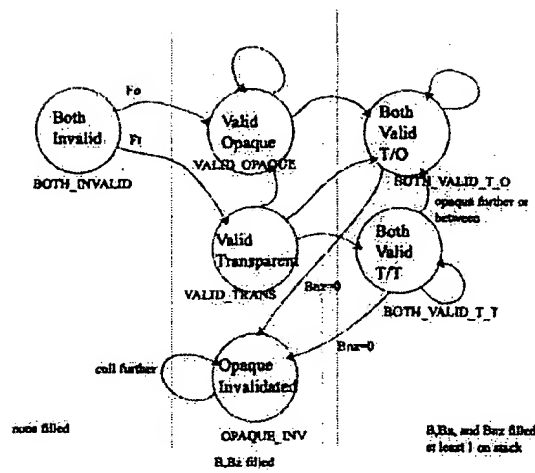 Fo
Both
Invalid
Ft
BOTH_INVALID
Valid
Opaque
VALID_OPAQUE
Both
Valid
T/O
BOTH_VALID_T_O
opaque further or
between
Valid
Transparent
VALID_TRANS
Both
Valid
T/T
BOTH_VALID_T_T
Bnz=0
Bnz=0
cull further
Opaque
Invalidated
OPAQUE_INV
none filled
B,Bz filled
B,Bz, and Bnz filled
at least 1 on stack